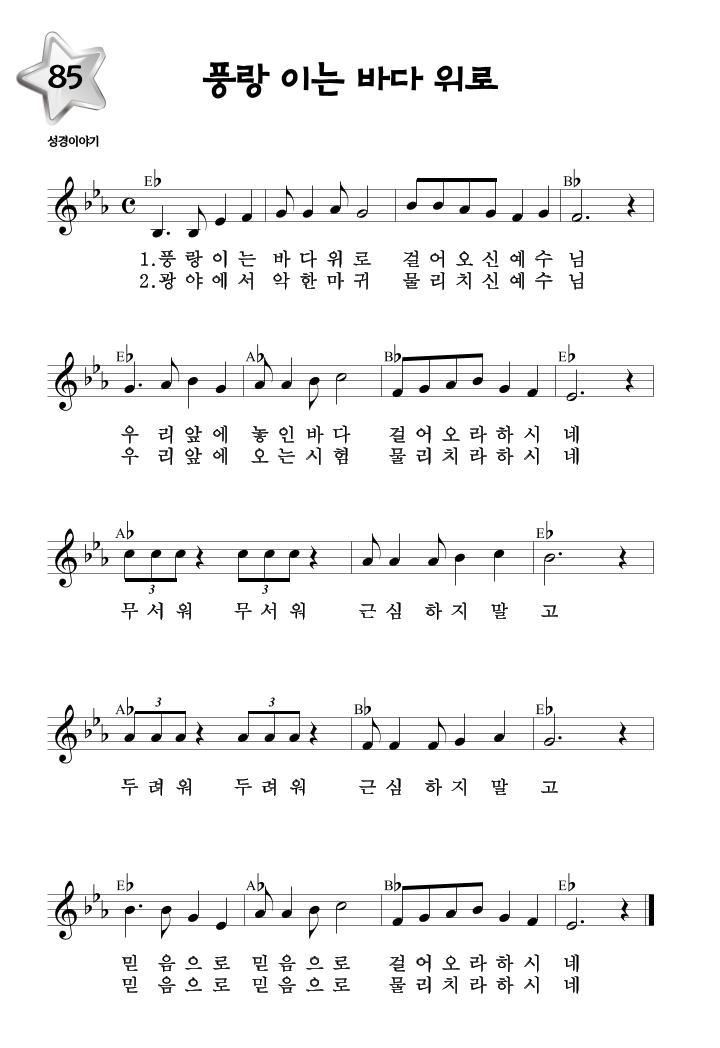 85
풍랑 이는 바다 위로
성경이야기
E♭ B♭
1.풍랑이는 바다위로 걸어오신예수님
2.광야에서 악한마귀 물리치신예수님
E♭ A♭ B♭ E♭
우리앞에 놓인바다 걸어오라하시네
우리앞에 오는시험 물리치라하시네
A♭ E♭
3 3
무서워 무서워 근심하지 말고
A♭ B♭ E♭
3 3
두려워 두려워 근심하지 말고
E♭ A♭ B♭ E♭
믿음으로 믿음으로 걸어오라하시네
믿음으로 믿음으로 물리치라하시네